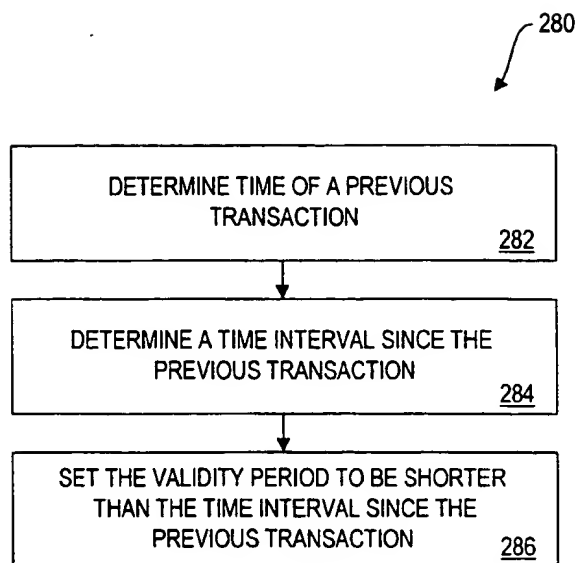 280
DETERMINE TIME OF A PREVIOUS
TRANSACTION
282
DETERMINE A TIME INTERVAL SINCE THE
PREVIOUS TRANSACTION
284
SET THE VALIDITY PERIOD TO BE SHORTER
THAN THE TIME INTERVAL SINCE THE
PREVIOUS TRANSACTION
286